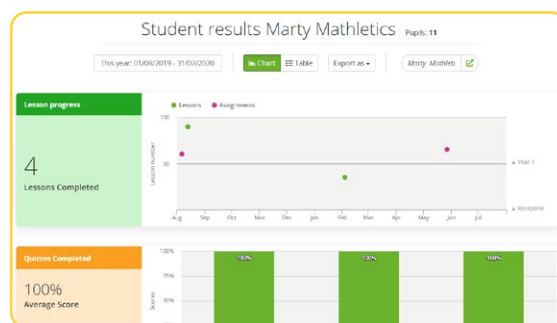 Student results Marty Mathletics Pupils: 11
This year: 01/08/2019 - 31/07/2020 Chart Table Export as Marty Mathleti
Lesson progress
4
Lessons Completed
Lessons Assignments
Lesson number
100
50
Year 1
Reception
Aug Sep Oct Nov Dec Jan Feb Mar Apr May Jun Jul
Quizzes Completed
100%
Average Score
Scores
100%
75%
50%
100% 100% 100%